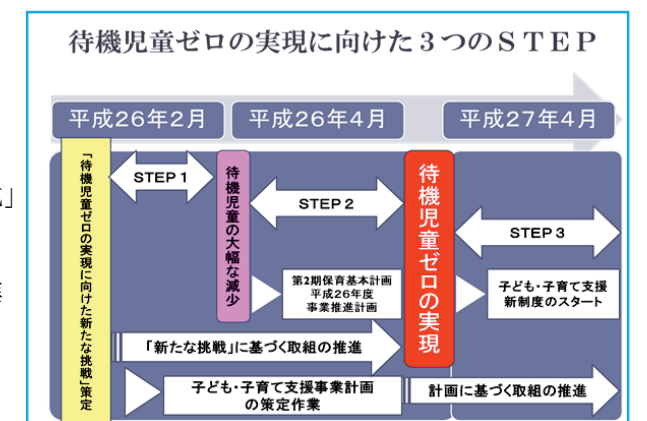 待機児童ゼロの実現に向けた３つのＳＴＥＰ
平成26年2月
平成26年4月
平成27年4月
「待機児童ゼロの実現に向けた新たな挑戦」策定
STEP 1
待機児童の大幅な減少
STEP 2
待機児童ゼロの実現
STEP 3
第2期保育基本計画
平成26年度
事業推進計画
子ども・子育て支援
新制度のスタート
「新たな挑戦」に基づく取組の推進
子ども・子育て支援事業計画
の策定作業
計画に基づく取組の推進